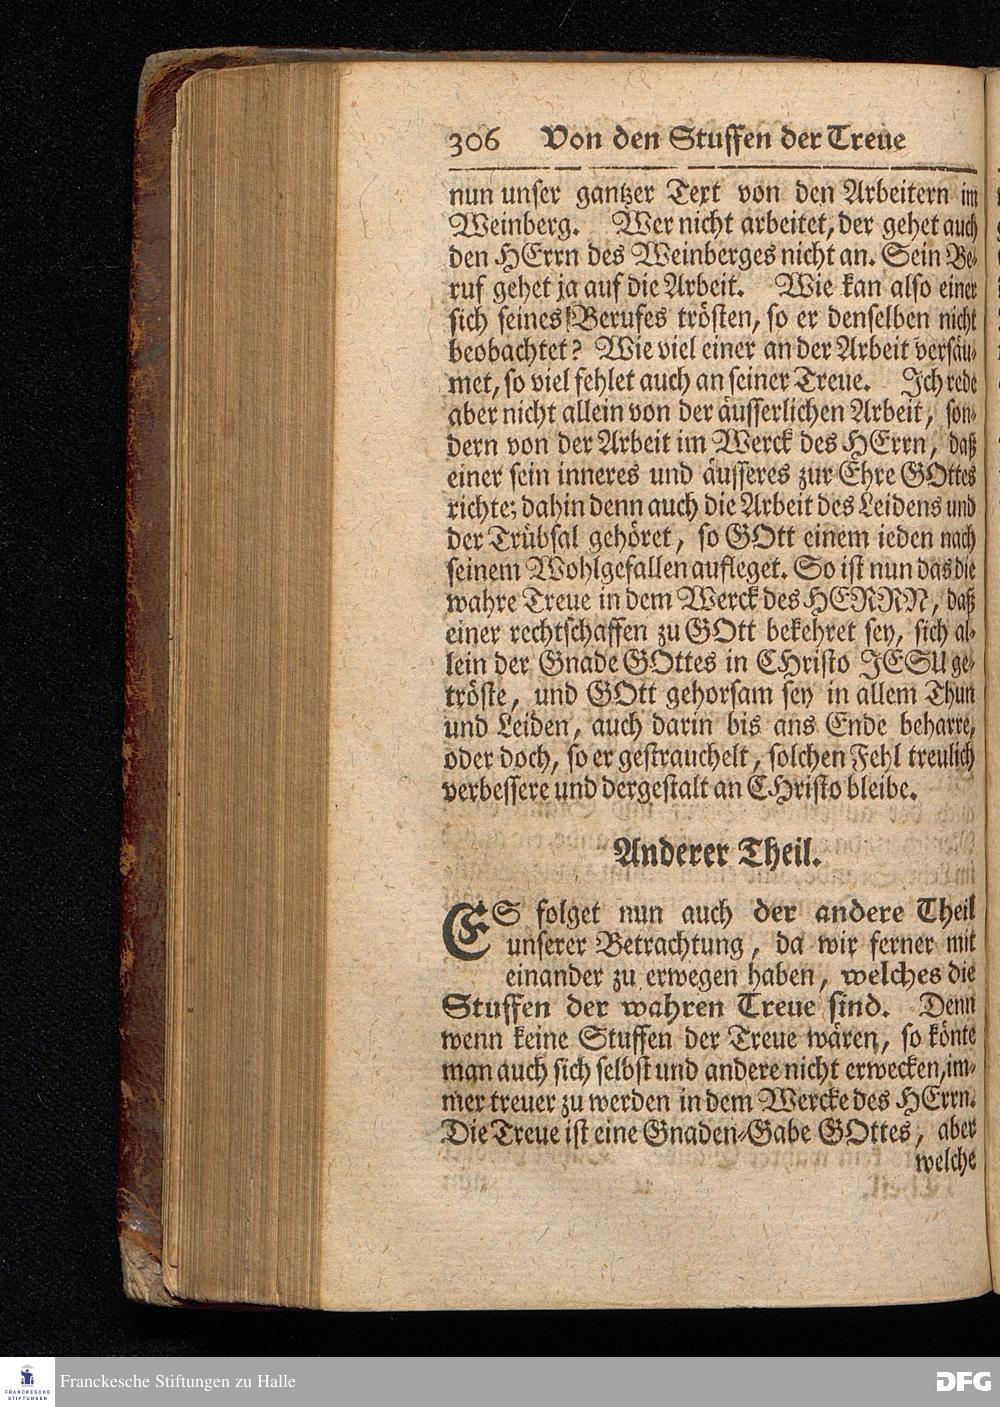 306 Von den Stuffen der Treue
nun unser gantzer Text von den Arbeitern im
Weinberg. Wer nicht arbeitet, der gehet auch
den HErrn des Weinberges nicht an. Sein Be-
ruf gehet ja auf die Arbeit. Wie kan also einer
sich seines Berufes trösten, so er denselben nicht
beobachtet? Wie viel einer an der Arbeit versäu-
met, so viel fehlet auch an seiner Treue. Ich rede
aber nicht allein von der äusserlichen Arbeit, son-
dern von der Arbeit im Werck des HErrn, daß
einer sein inneres und äusseres zur Ehre GOttes
richte; dahin denn auch die Arbeit des Leidens und
der Trübsal gehöret, so GOtt einem ieden nach
seinem Wohlgefallen aufleget. So ist nun das die
wahre Treue in dem Werck des HERRN, daß
einer rechtschaffen zu GOtt bekehret sey, sich al-
lein der Gnade GOttes in CHristo JESU ge-
tröste, und GOtt gehorsam sey in allem Thun
und Leiden, auch darin bis ans Ende beharre,
oder doch, so er gestrauchelt, solchen Fehl treulich
verbessere und dergestalt an CHristo bleibe.
Anderer Theil.
ES folget nun auch der andere Theil
unserer Betrachtung, da wir ferner mit
einander zu erwegen haben, welches die
Stuffen der wahren Treue sind. Denn
wenn keine Stuffen der Treue wären, so könte
man auch sich selbst und andere nicht erwecken, im-
mer treuer zu werden in dem Wercke des HErrn.
Die Treue ist eine Gnaden-Gabe GOttes, aber
welche
FRANCKESCHE
STIFTUNGEN
Franckesche Stiftungen zu Halle
DFG